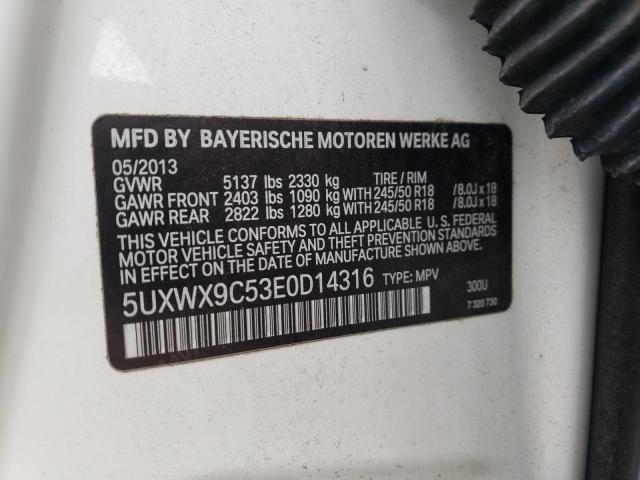 MFD BY BAYERISCHE MOTOREN WERKE AG
05/2013
GVWR 5137 lbs 2330 kg TIRE / RIM
GAWR FRONT 2403 lbs 1090 kg WITH 245/50 R18 / 8.0J x 18
GAWR REAR 2822 lbs 1280 kg WITH 245/50 R18 / 8.0J x 18
THIS VEHICLE CONFORMS TO ALL APPLICABLE U. S. FEDERAL
MOTOR VEHICLE SAFETY AND THEFT PREVENTION STANDARDS
IN EFFECT ON THE DATE OF MANUFACTURE SHOWN ABOVE.
5UXWX9C53E0D14316 TYPE: MPV 300U
7 320 730